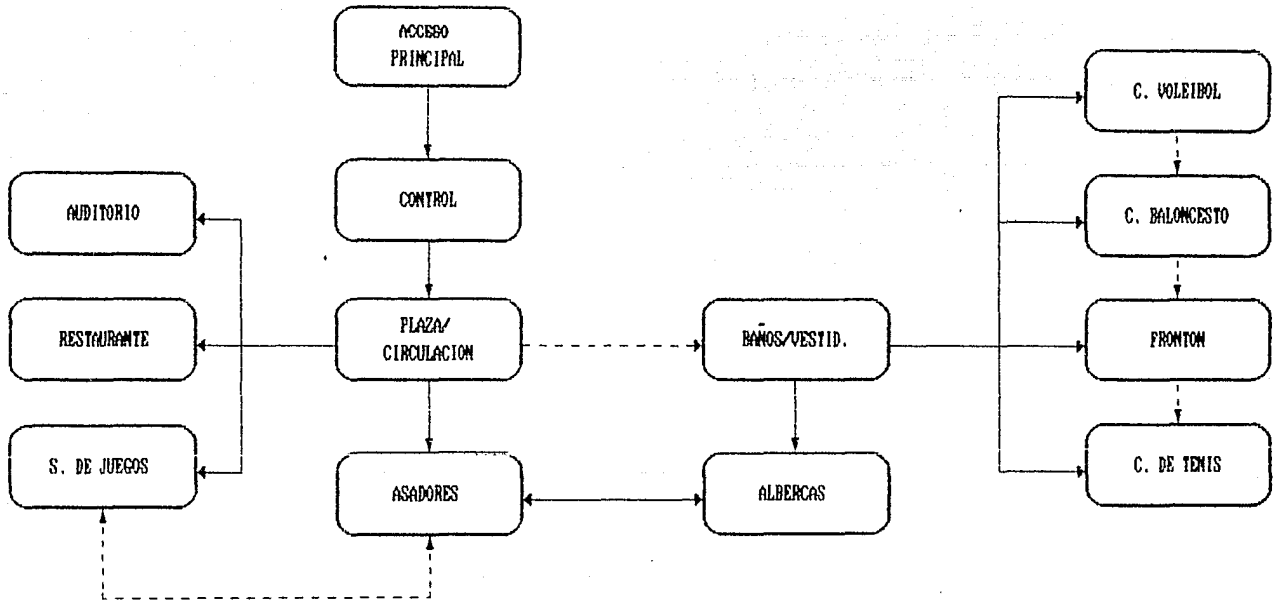 ACCESO
PRINCIPAL
C. VOLEIBOL
CONTROL
AUDITORIO
C. BALONCESTO
PLAZA/
CIRCULACION
RESTAURANTE
BAÑOS/VESTID.
FRONTON
S. DE JUEGOS
C. DE TENIS
ASADORES
ALBERCAS